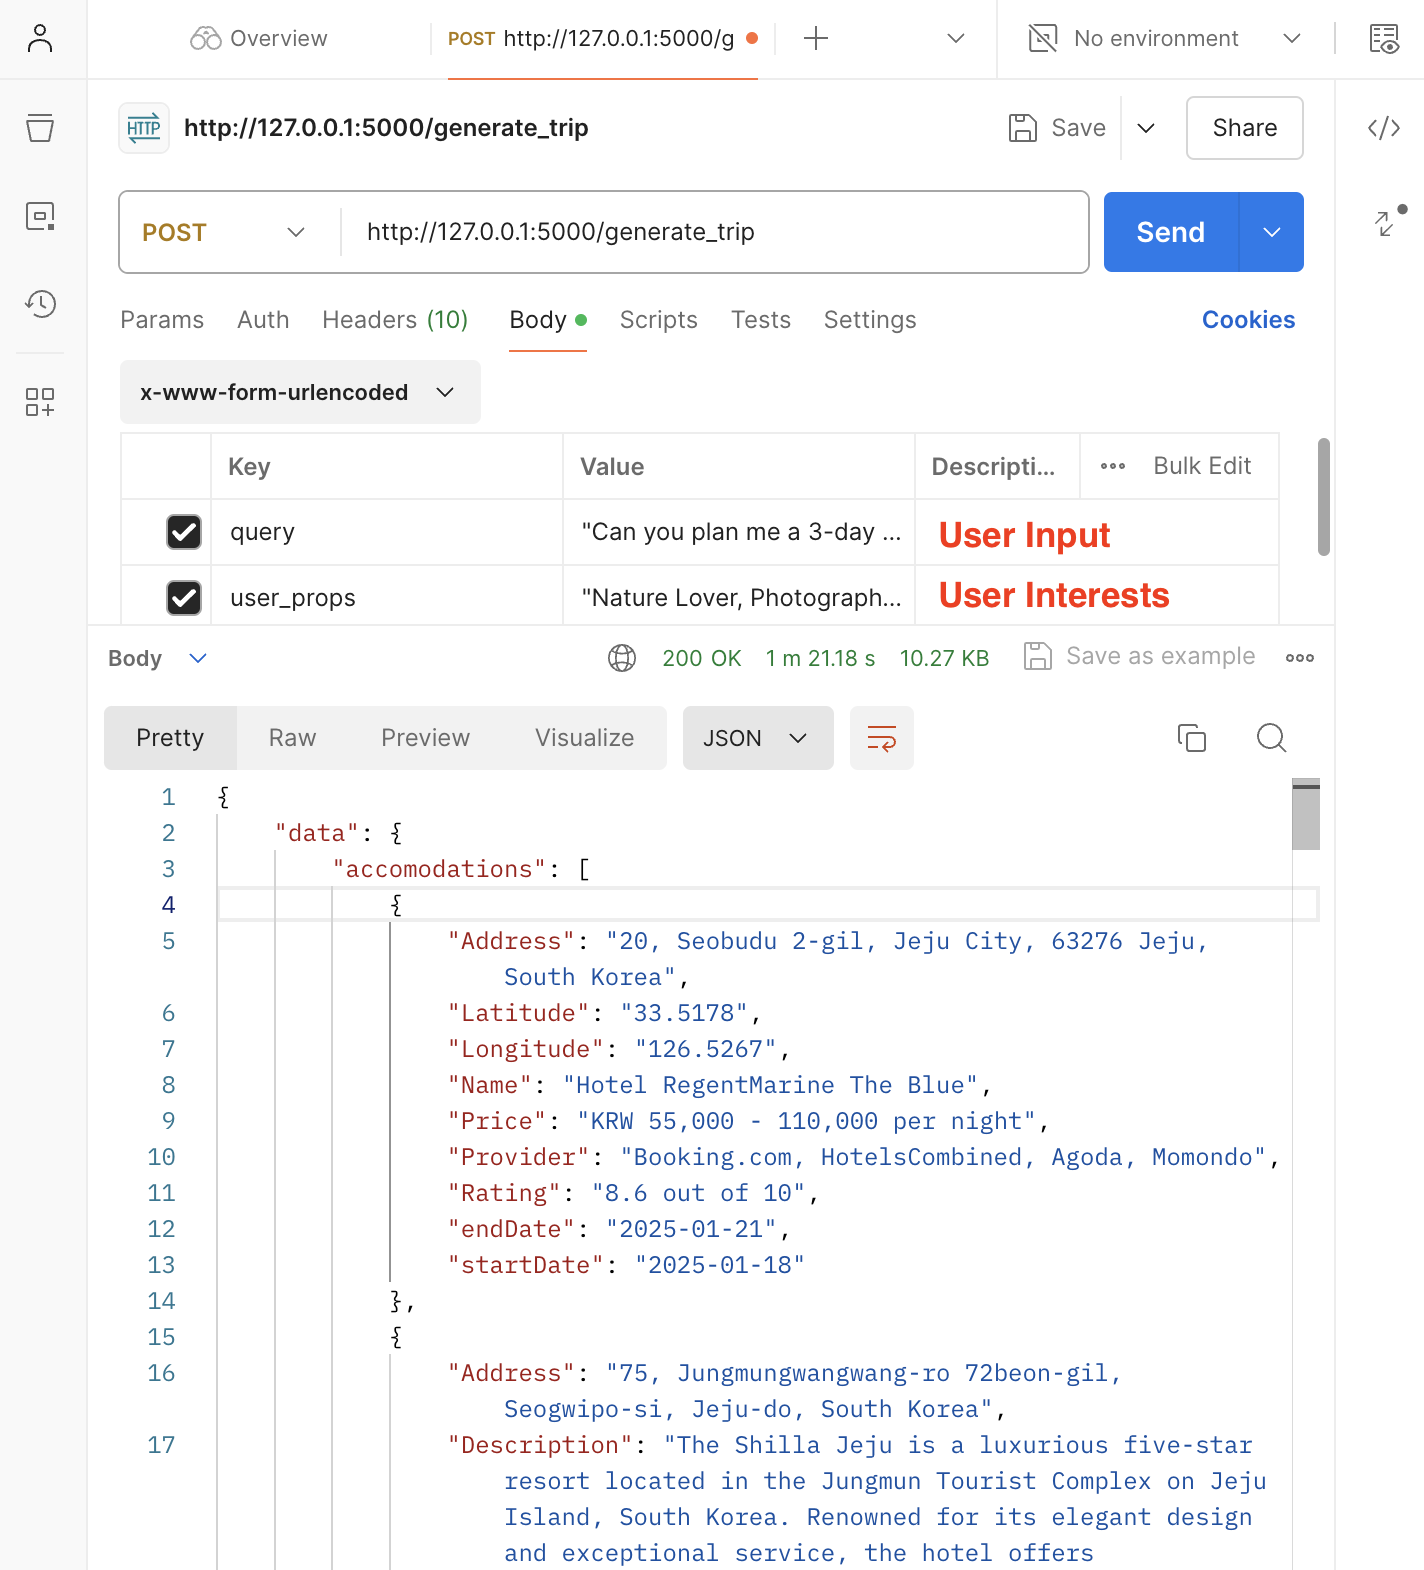 Overview
POST http://127.0.0.1:5000/g
No environment
HTTP http://127.0.0.1:5000/generate_trip
Save
Share
POST
http://127.0.0.1:5000/generate_trip
Send
Params Auth Headers (10) Body Scripts Tests Settings Cookies
x-www-form-urlencoded
Key Value Descripti... Bulk Edit
query "Can you plan me a 3-day ... User Input
user_props "Nature Lover, Photograph... User Interests
Body 200 OK 1 m 21.18 s 10.27 KB Save as example
Pretty Raw Preview Visualize JSON
1 {
2 "data": {
3 "accomodations": [
4 {
5 "Address": "20, Seobudu 2-gil, Jeju City, 63276 Jeju,
South Korea",
6 "Latitude": "33.5178",
7 "Longitude": "126.5267",
8 "Name": "Hotel RegentMarine The Blue",
9 "Price": "KRW 55,000 - 110,000 per night",
10 "Provider": "Booking.com, HotelsCombined, Agoda, Momondo",
11 "Rating": "8.6 out of 10",
12 "endDate": "2025-01-21",
13 "startDate": "2025-01-18"
14 },
15 {
16 "Address": "75, Jungmungwangwang-ro 72beon-gil,
Seogwipo-si, Jeju-do, South Korea",
17 "Description": "The Shilla Jeju is a luxurious five-star
resort located in the Jungmun Tourist Complex on Jeju
Island, South Korea. Renowned for its elegant design
and exceptional service, the hotel offers